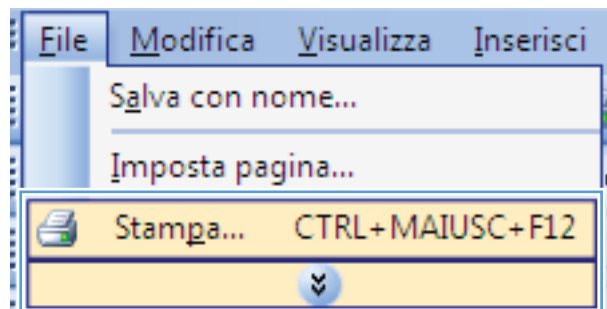 File Modifica Visualizza Inserisci
Salva con nome...
Imposta pagina...
Stampa... CTRL+MAIUSC+F12